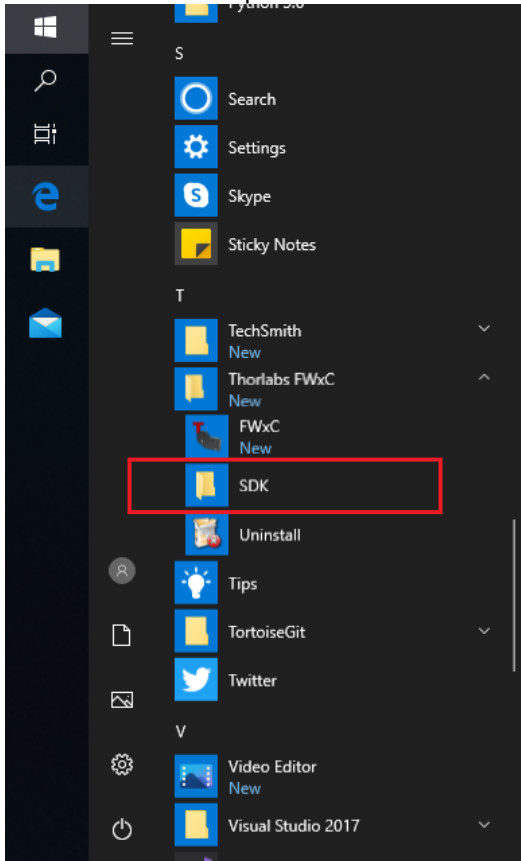 S
Search
Settings
Skype
Sticky Notes
T
TechSmith
New
Thorlabs FWxC
New
FWxC
New
SDK
Uninstall
Tips
TortoiseGit
Twitter
V
Video Editor
New
Visual Studio 2017